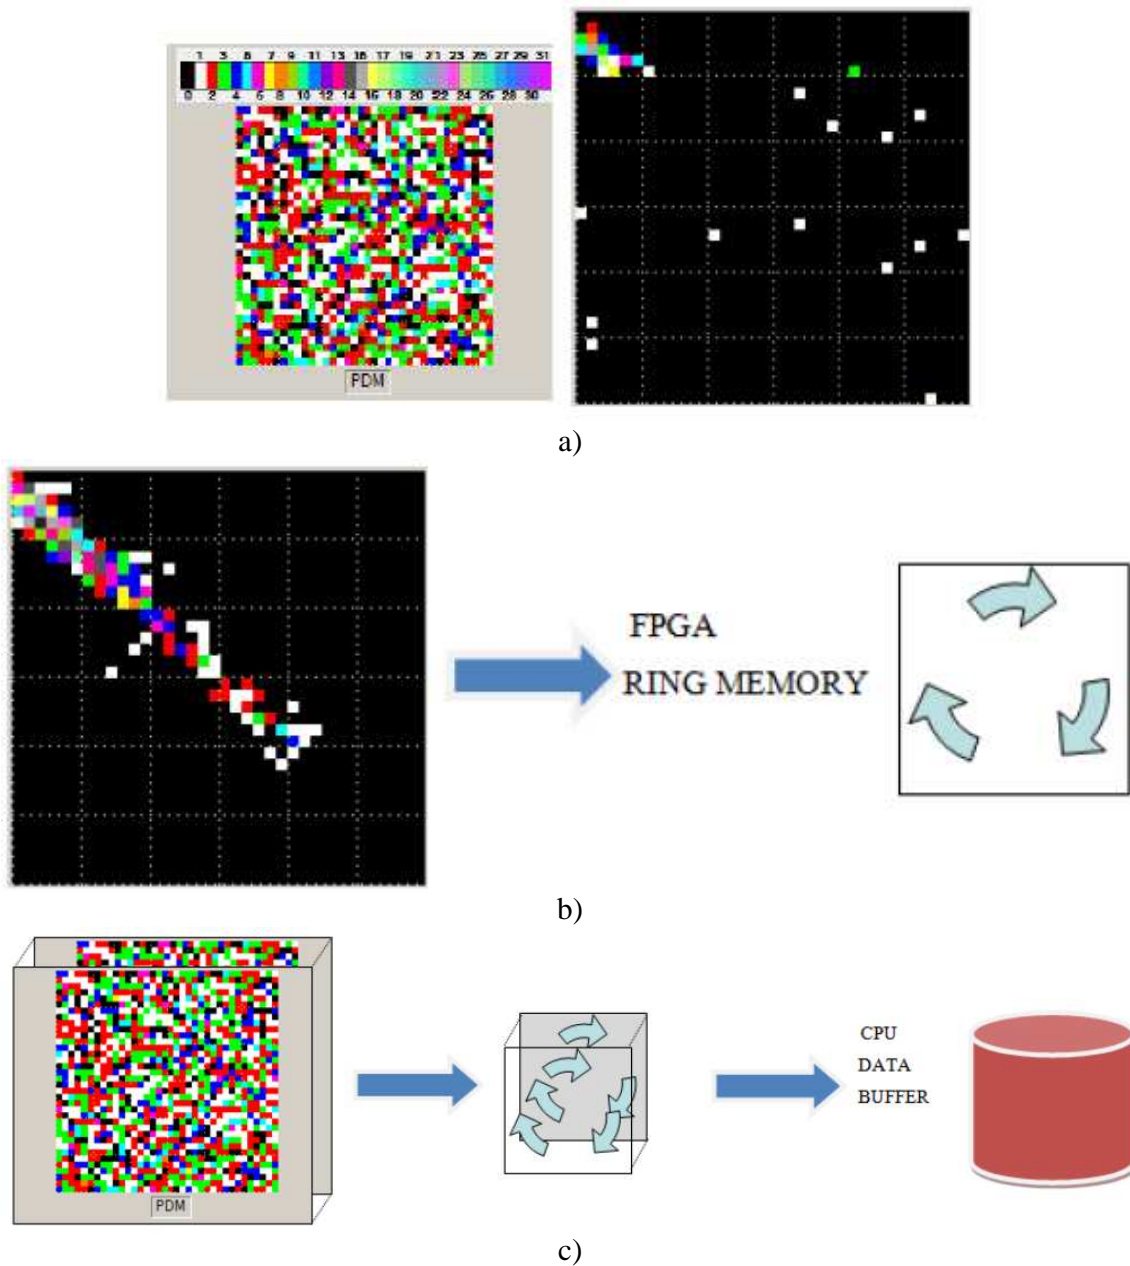 1 3 5 7 9 11 13 15 17 19 21 23 25 27 29 31
0 2 4 6 8 10 12 14 16 18 20 22 24 26 28 30
PDM
a)
FPGA
RING MEMORY
b)
PDM
CPU
DATA
BUFFER
c)